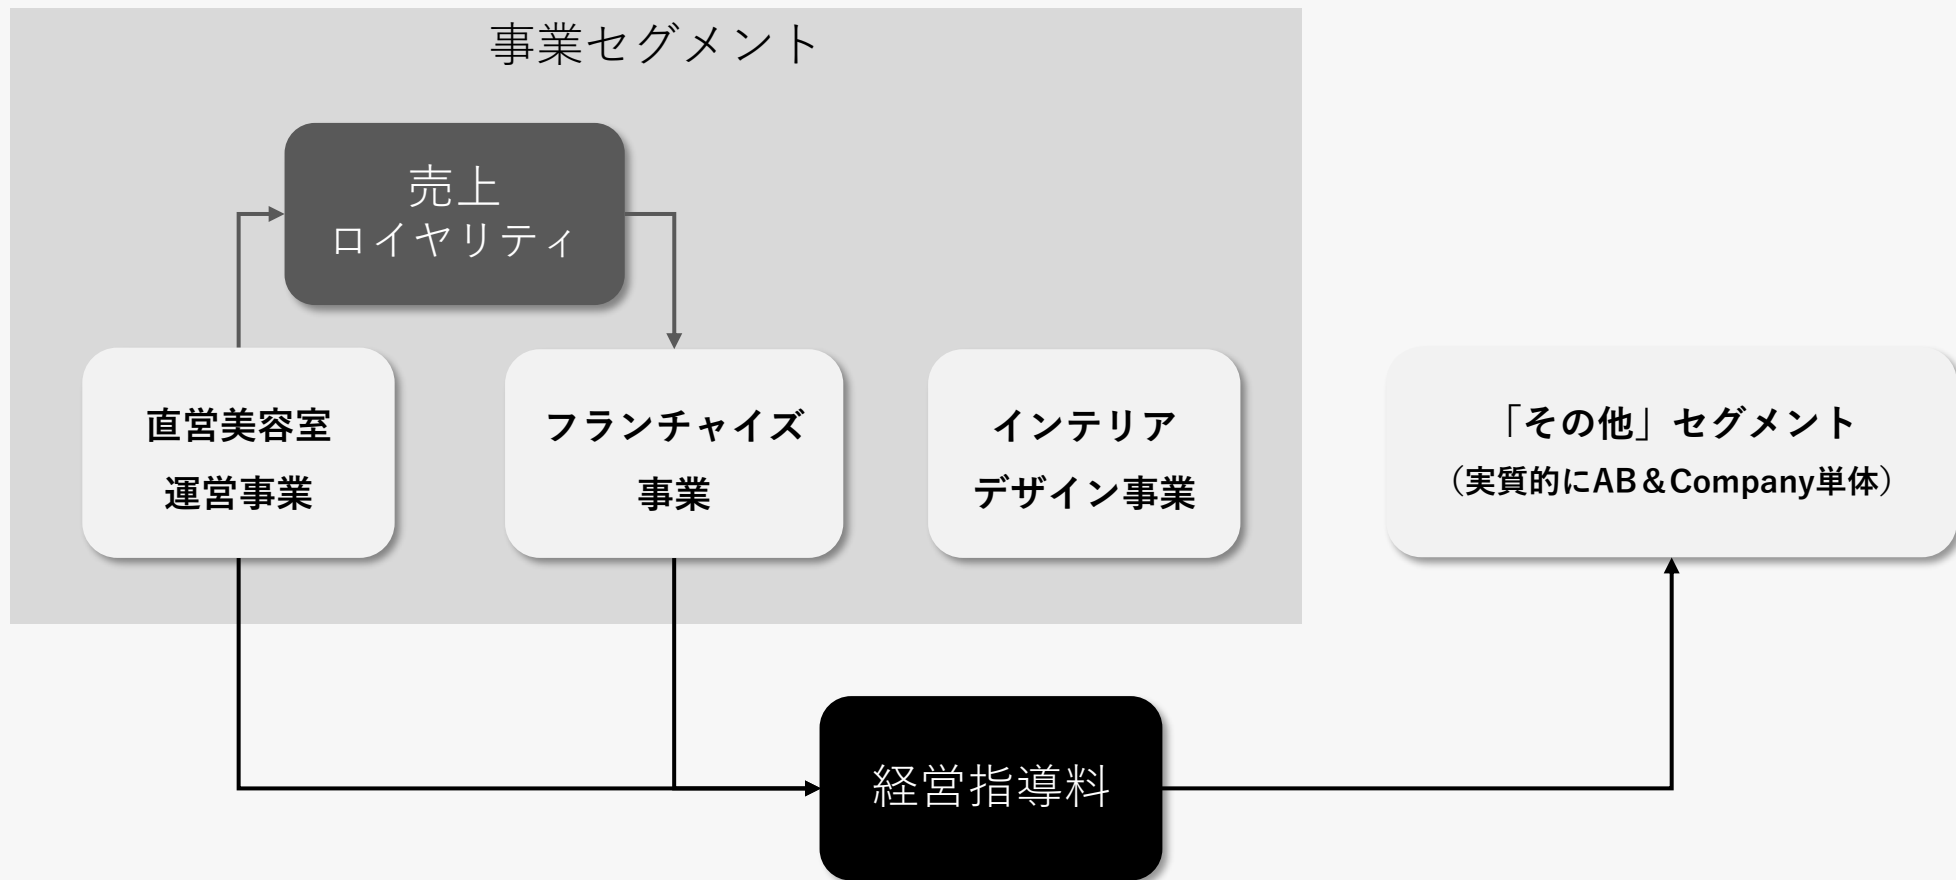 事業セグメント
売上
ロイヤリティ
直営美容室
運営事業
フランチャイズ
事業
インテリア
デザイン事業
「その他」セグメント
（実質的にAB＆Company単体）
経営指導料